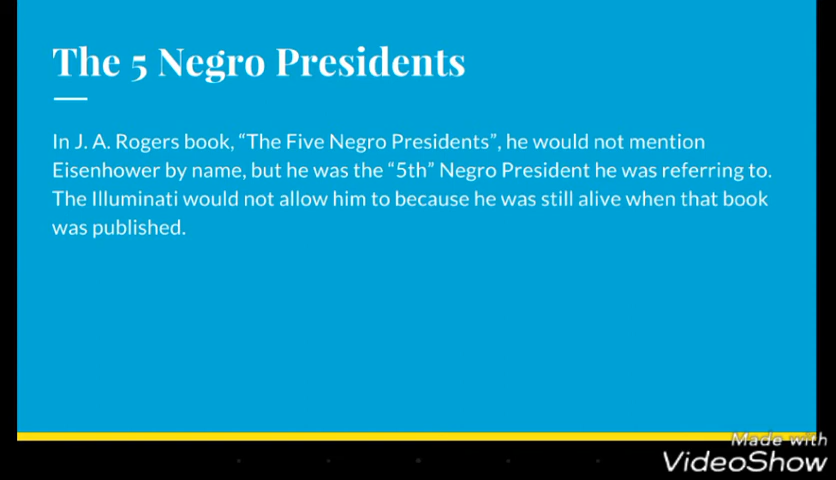 The 5 Negro Presidents
In J. A. Rogers book, “The Five Negro Presidents”, he would not mention
Eisenhower by name, but he was the “5th” Negro President he was referring to.
The Illuminati would not allow him to because he was still alive when that book
was published.
Made with
VideoShow